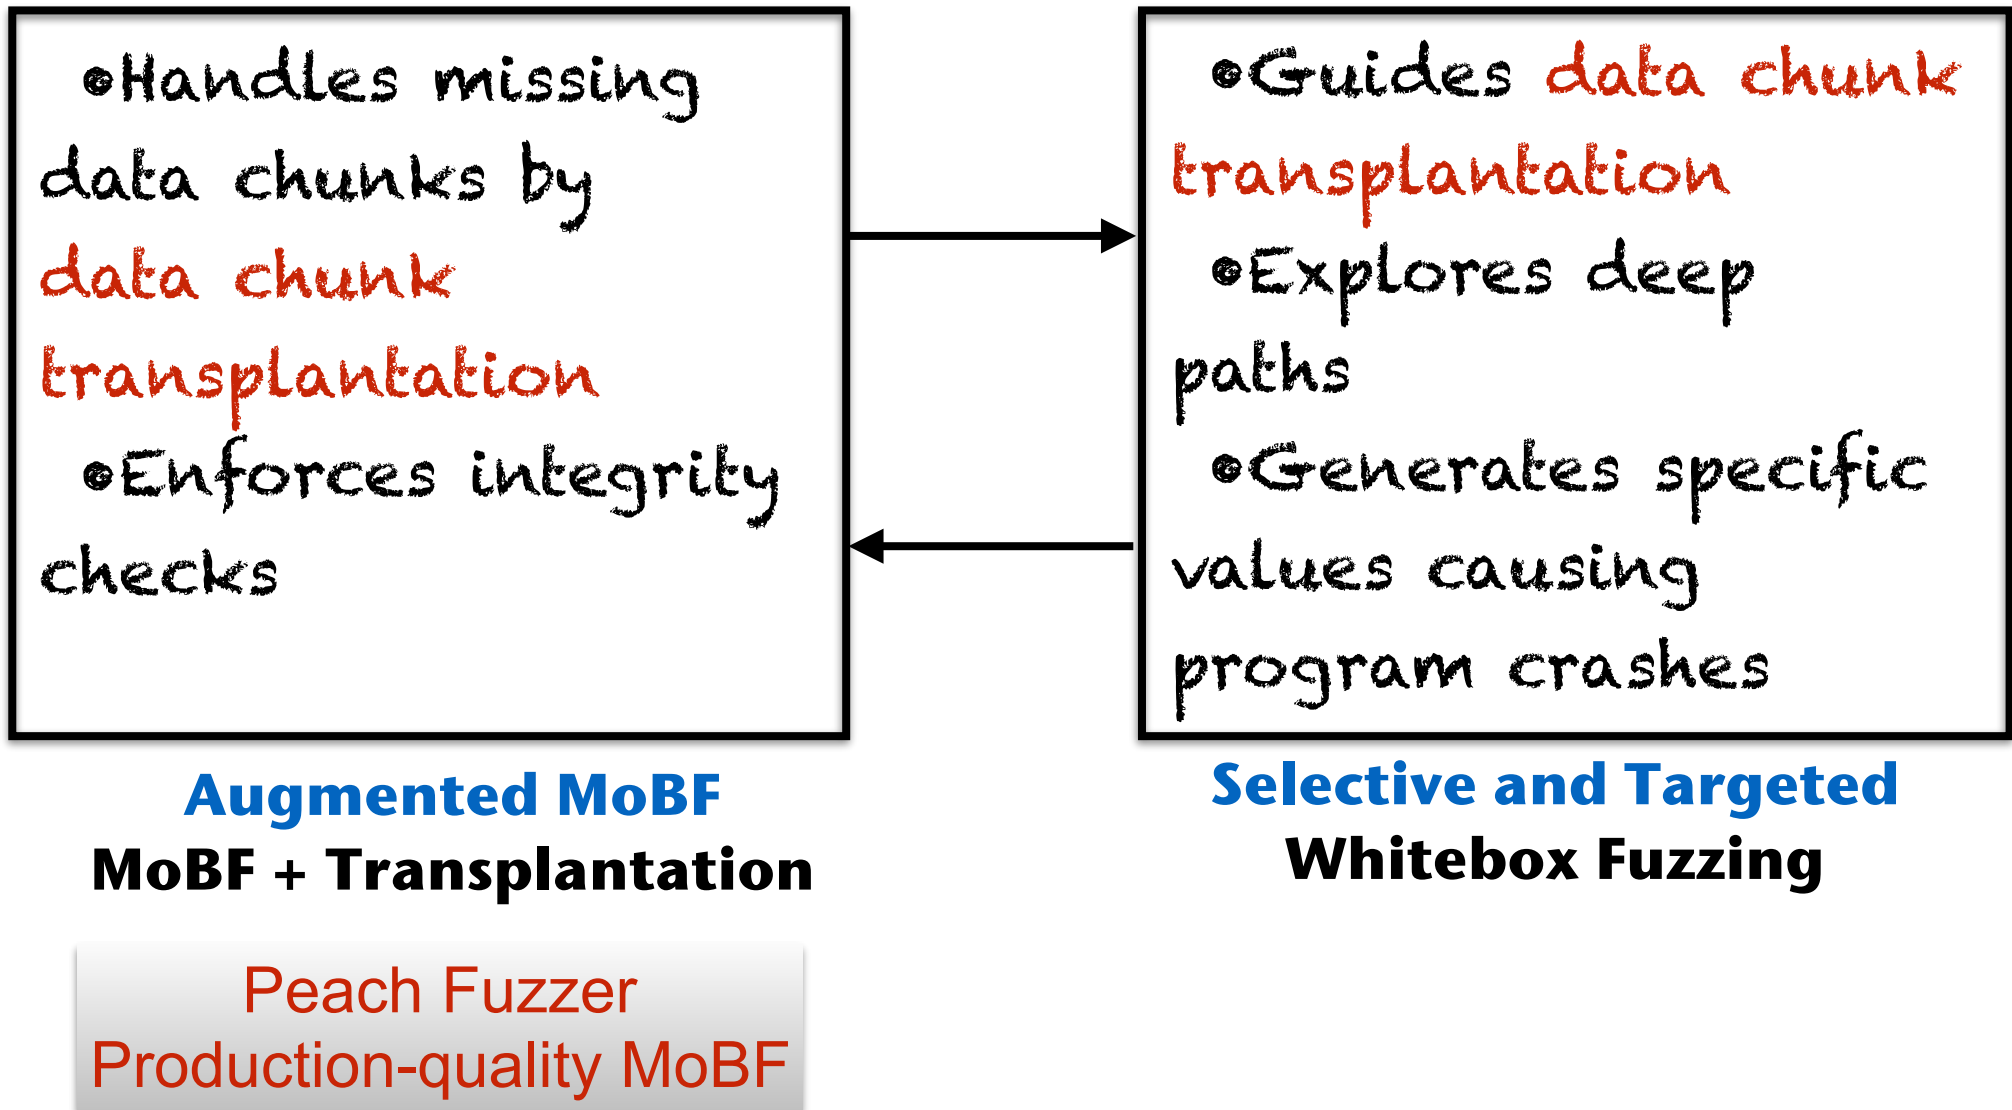 •Handles missing
data chunks by
data chunk
transplantation
•Enforces integrity
checks
•Guides data chunk
transplantation
•Explores deep
paths
•Generates specific
values causing
program crashes
Augmented MoBF
MoBF + Transplantation
Selective and Targeted
Whitebox Fuzzing
Peach Fuzzer
Production-quality MoBF